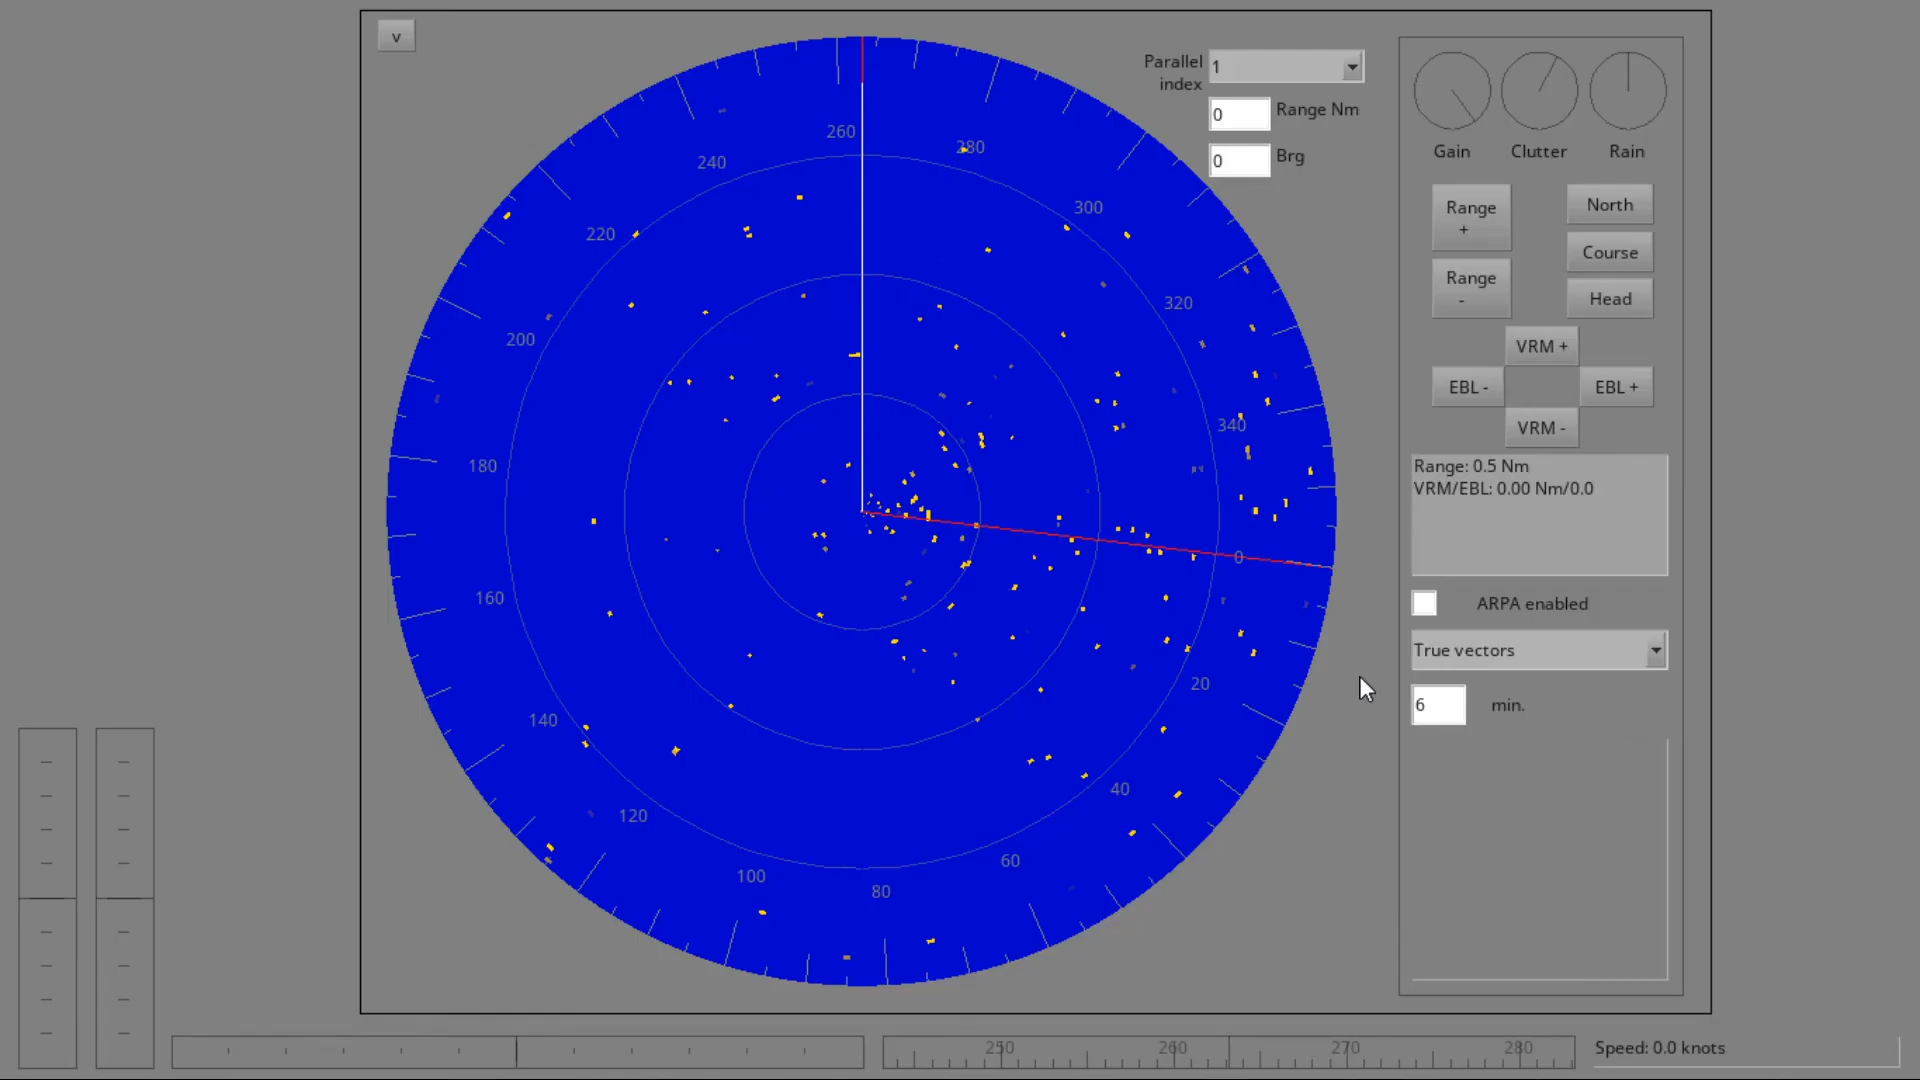 v
Parallel
index
1
0 Range Nm
0 Brg
Gain Clutter Rain
Range
+
Range
-
North
Course
Head
VRM +
EBL - EBL +
VRM -
Range: 0.5 Nm
VRM/EBL: 0.00 Nm/0.0
ARPA enabled
True vectors
6 min.
260
280
240
300
220
320
200
340
180
0
160
20
140
40
120
60
100
80
250 260 270 280
Speed: 0.0 knots